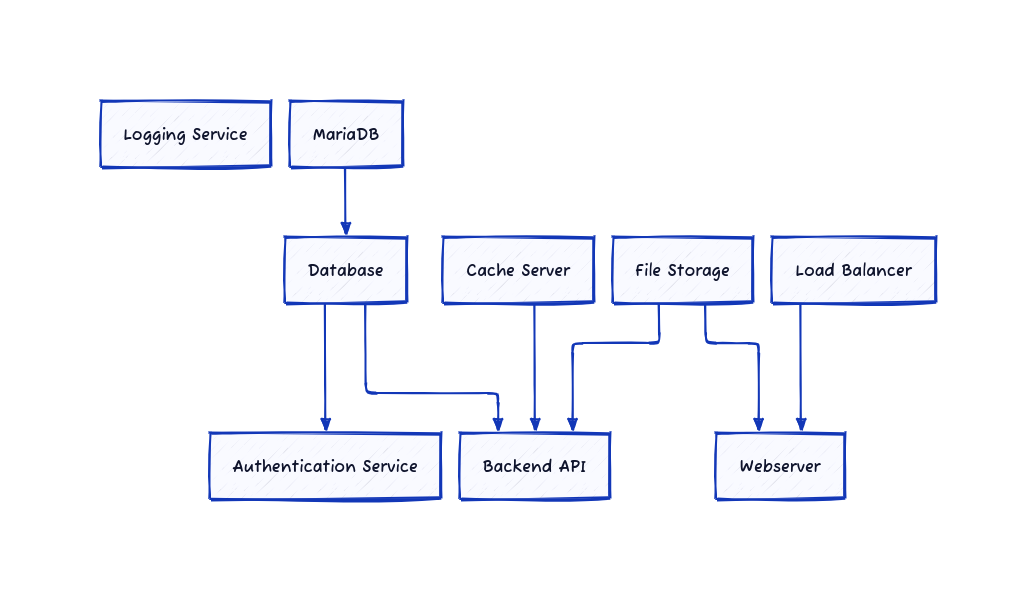 Logging Service
MariaDB
Database
Cache Server
File Storage
Load Balancer
Authentication Service
Backend API
Webserver